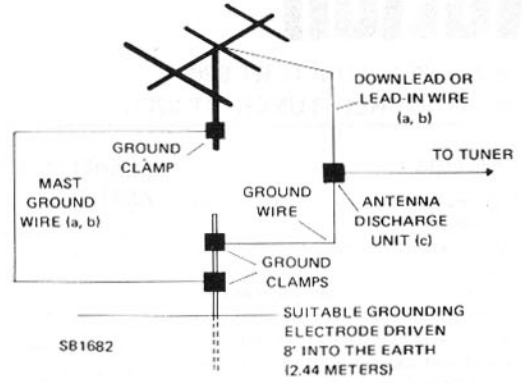 DOWNLEAD OR
LEAD-IN WIRE
(a, b)
GROUND
CLAMP
TO TUNER
MAST
GROUND
WIRE (a, b)
GROUND
WIRE
ANTENNA
DISCHARGE
UNIT (c)
GROUND
CLAMPS
SUITABLE GROUNDING
ELECTRODE DRIVEN
8' INTO THE EARTH
(2.44 METERS)
SB1682